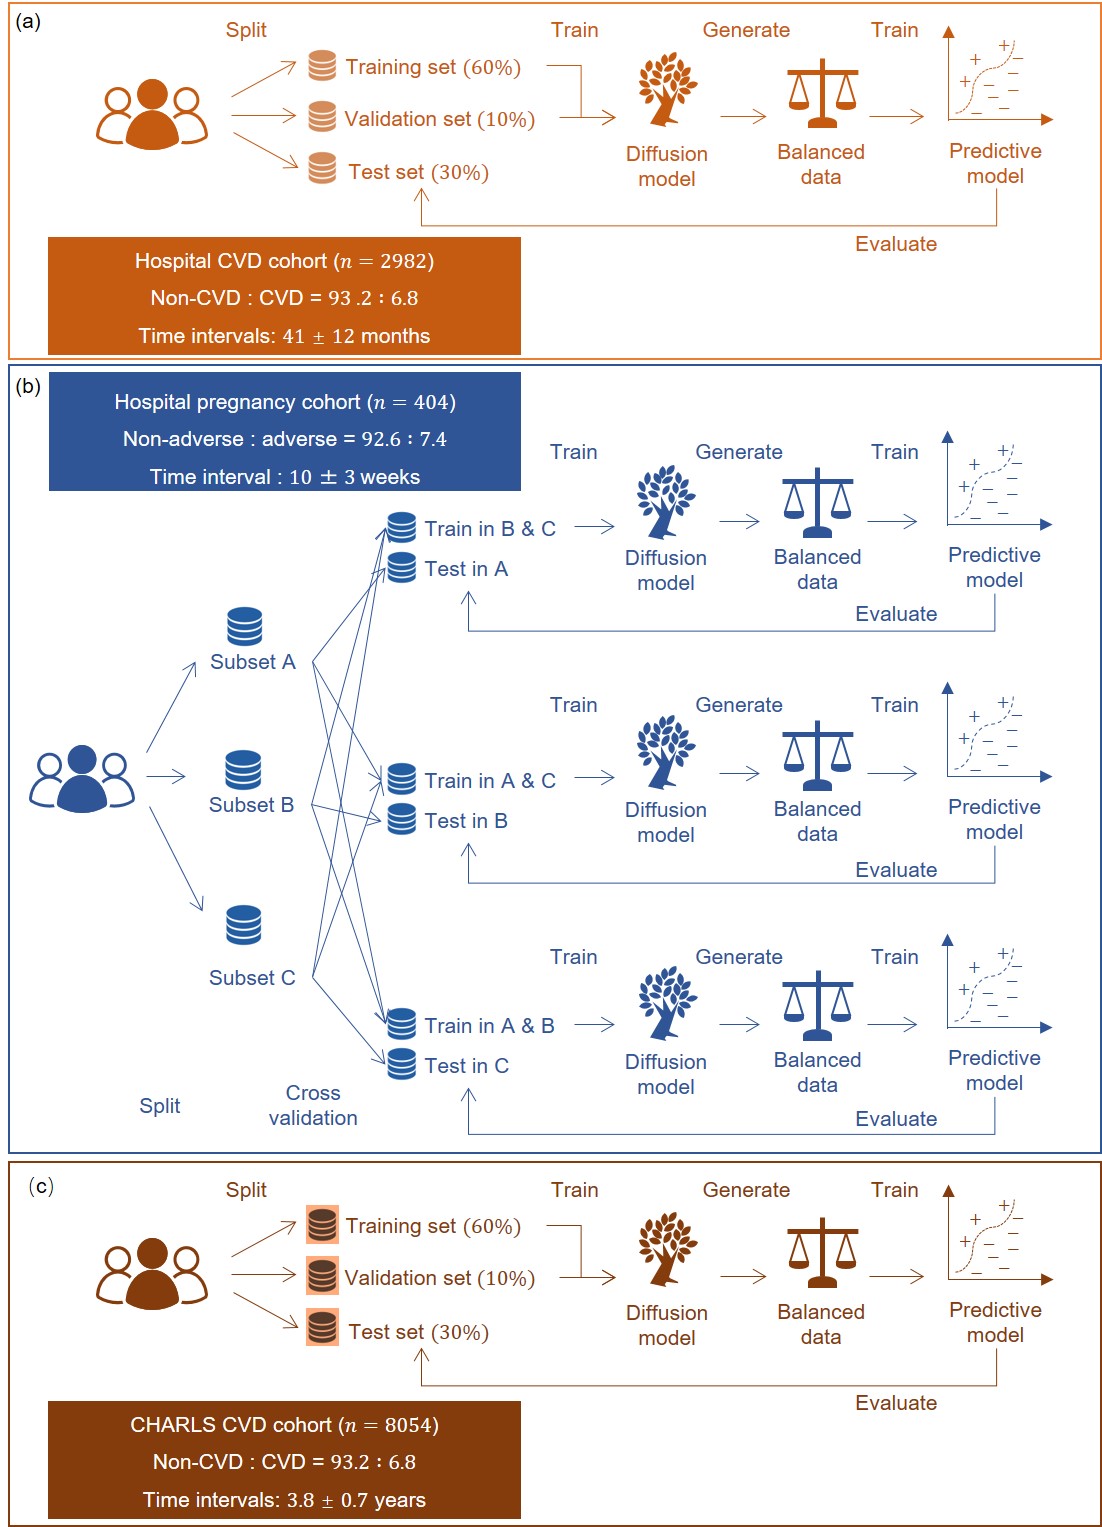 (a)
Split
Train
Generate
Train
Training set (60%)
Validation set (10%)
Test set (30%)
Diffusion
model
Balanced
data
Predictive
model
Evaluate
Hospital CVD cohort (n = 2982)
Non-CVD : CVD = 93 .2 : 6.8
Time intervals: 41 ± 12 months
(b)
Hospital pregnancy cohort (n = 404)
Non-adverse : adverse = 92.6 : 7.4
Time interval : 10 ± 3 weeks
Train
Generate
Train
Train in B & C
Test in A
Diffusion
model
Balanced
data
Predictive
model
Evaluate
Subset A
Subset B
Subset C
Train
Generate
Train
Train in A & C
Test in B
Diffusion
model
Balanced
data
Predictive
model
Evaluate
Train
Generate
Train
Train in A & B
Test in C
Diffusion
model
Balanced
data
Predictive
model
Evaluate
Split
Cross
validation
(c)
Split
Train
Generate
Train
Training set (60%)
Validation set (10%)
Test set (30%)
Diffusion
model
Balanced
data
Predictive
model
Evaluate
CHARLS CVD cohort (n = 8054)
Non-CVD : CVD = 93.2 : 6.8
Time intervals: 3.8 ± 0.7 years